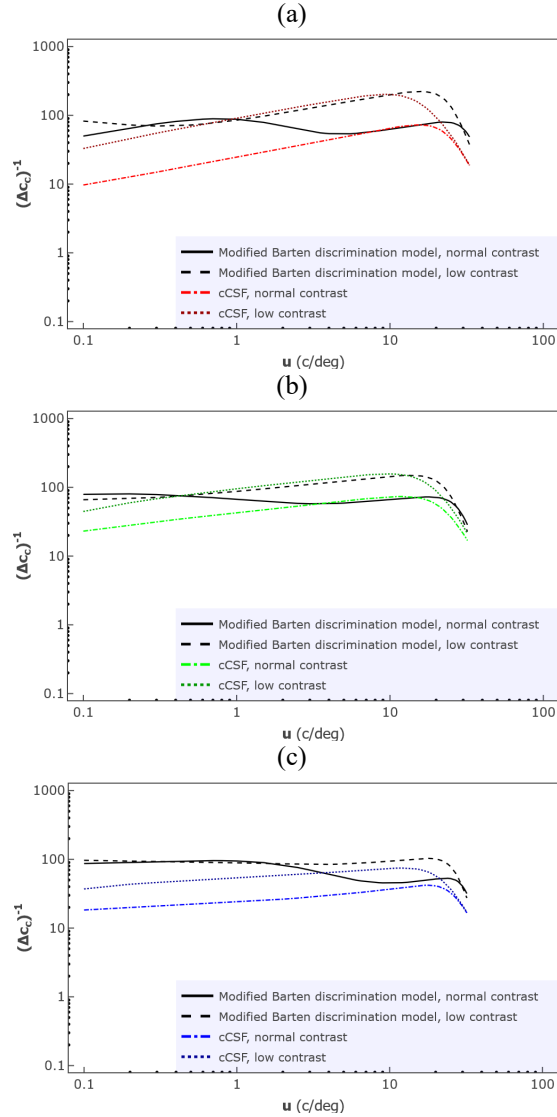 (a)
1000
100
10
1
0.1
(Δc_c)⁻¹
Modified Barten discrimination model, normal contrast
Modified Barten discrimination model, low contrast
cCSF, normal contrast
cCSF, low contrast
0.1 1 10 100
u (c/deg)
(b)
1000
100
10
1
0.1
(Δc_c)⁻¹
Modified Barten discrimination model, normal contrast
Modified Barten discrimination model, low contrast
cCSF, normal contrast
cCSF, low contrast
0.1 1 10 100
u (c/deg)
(c)
1000
100
10
1
0.1
(Δc_c)⁻¹
Modified Barten discrimination model, normal contrast
Modified Barten discrimination model, low contrast
cCSF, normal contrast
cCSF, low contrast
0.1 1 10 100
u (c/deg)